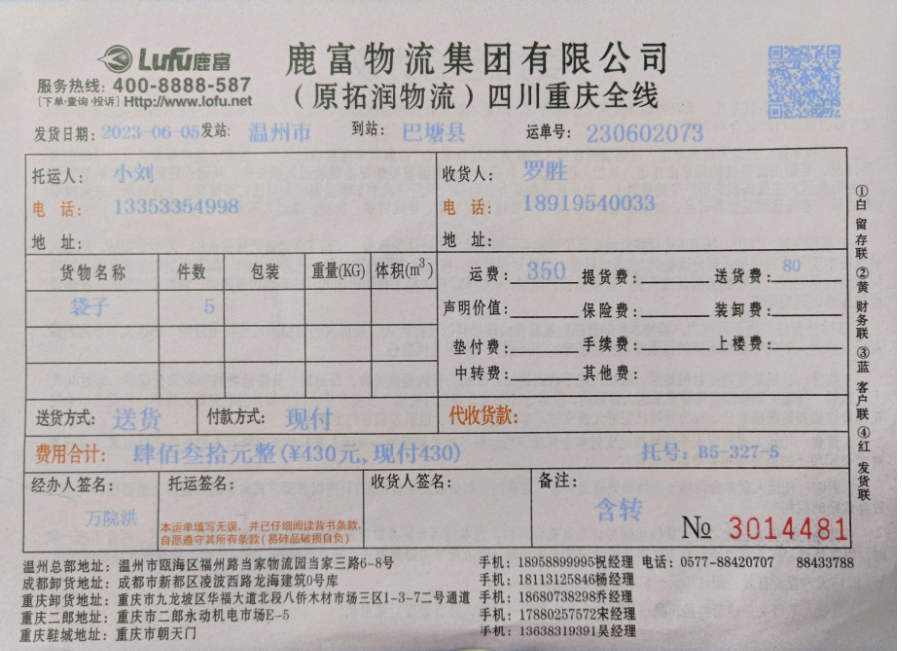 Lufu鹿富
鹿富物流集团有限公司
服务热线: 400-8888-587
[下单·查询·投诉] Http://www.lofu.net
(原拓润物流)四川重庆全线
发货日期: 2023-06-05 发站: 温州市 到站: 巴塘县 运单号: 230602073
托运人: 小刘 收货人: 罗胜
电话: 13353354998 电话: 18919540033
地址: 地址:
货物名称 件数 包装 重量(KG) 体积(m³) 运费: 350 提货费: 送货费: 80
袋子 5 声明价值: 保险费: 装卸费:
垫付费: 手续费: 上楼费:
中转费: 其他费:
送货方式: 送货 付款方式: 现付 代收货款:
费用合计: 肆佰叁拾元整(¥430元,现付430) 托号: B5-327-5
经办人签名: 托运签名: 收货人签名: 备注:
万皖洪 含转
本运单填写无误、并已仔细阅读背书条款,
自愿遵守其所有条款(易碎品破损自负)
№ 3014481
①白 留存联 ②黄 财务联 ③蓝 客户联 ④红 发货联
温州总部地址: 温州市瓯海区福州路当家物流园当家三路6-8号 手机: 18958899995祝经理 电话: 0577-88420707 88433788
成都卸货地址: 成都市新都区凌波西路龙海建筑0号库 手机: 18113125846杨经理
重庆卸货地址: 重庆市九龙坡区华福大道北段八侨木材市场三区1-3-7二号通道 手机: 18680738298乔经理
重庆二郎地址: 重庆市二郎永动机电市场E-5 手机: 17880257572宋经理
重庆鞋城地址: 重庆市朝天门 手机: 13638319391吴经理